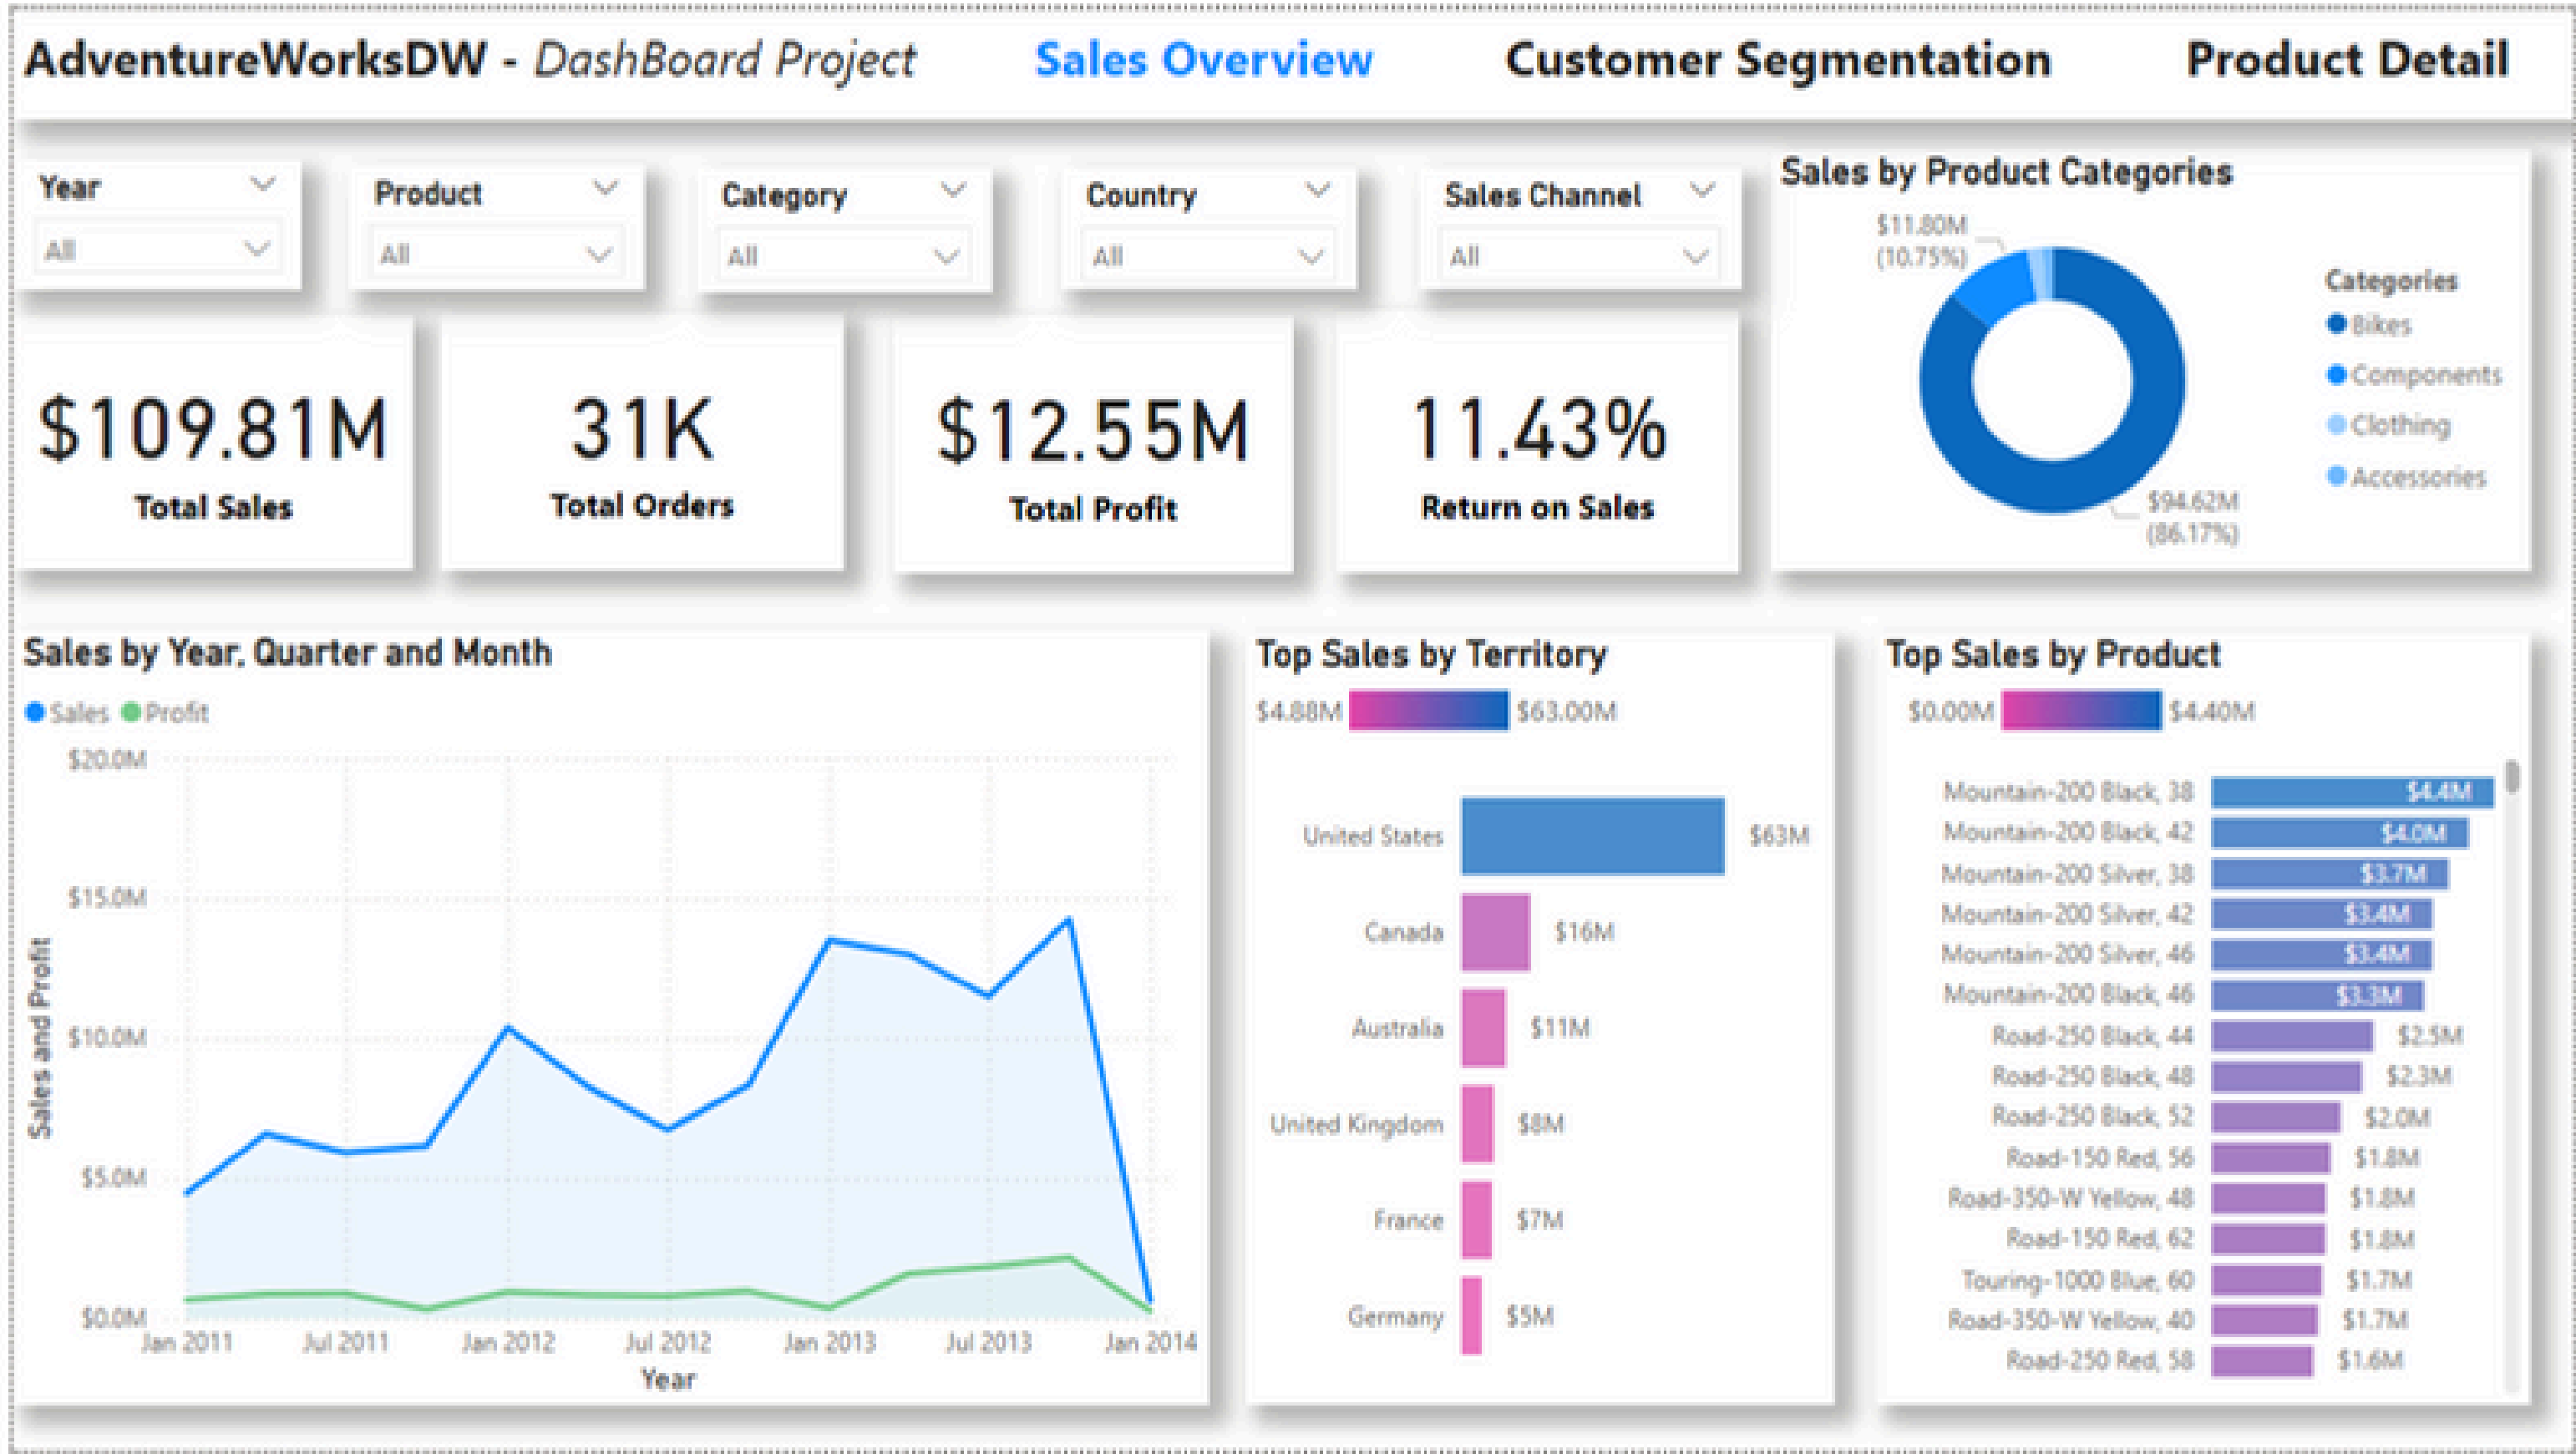 AdventureWorksDW - DashBoard Project
Sales Overview
Customer Segmentation
Product Detail
Year
All
Product
All
Category
All
Country
All
Sales Channel
All
$109.81M
Total Sales
31K
Total Orders
$12.55M
Total Profit
11.43%
Return on Sales
Sales by Product Categories
$11.80M
(10.75%)
$94.62M
(86.17%)
Categories
Bikes
Components
Clothing
Accessories
Sales by Year, Quarter and Month
Sales
Profit
Sales and Profit
$20.0M
$15.0M
$10.0M
$5.0M
$0.0M
Jan 2011
Jul 2011
Jan 2012
Jul 2012
Jan 2013
Jul 2013
Jan 2014
Year
Top Sales by Territory
$4.88M
$63.00M
United States $63M
Canada $16M
Australia $11M
United Kingdom $8M
France $7M
Germany $5M
Top Sales by Product
$0.00M
$4.40M
Mountain-200 Black, 38 $4.4M
Mountain-200 Black, 42 $4.0M
Mountain-200 Silver, 38 $3.7M
Mountain-200 Silver, 42 $3.4M
Mountain-200 Silver, 46 $3.4M
Mountain-200 Black, 46 $3.3M
Road-250 Black, 44 $2.5M
Road-250 Black, 48 $2.3M
Road-250 Black, 52 $2.0M
Road-150 Red, 56 $1.8M
Road-350-W Yellow, 48 $1.8M
Road-150 Red, 62 $1.8M
Touring-1000 Blue, 60 $1.7M
Road-350-W Yellow, 40 $1.7M
Road-250 Red, 58 $1.6M